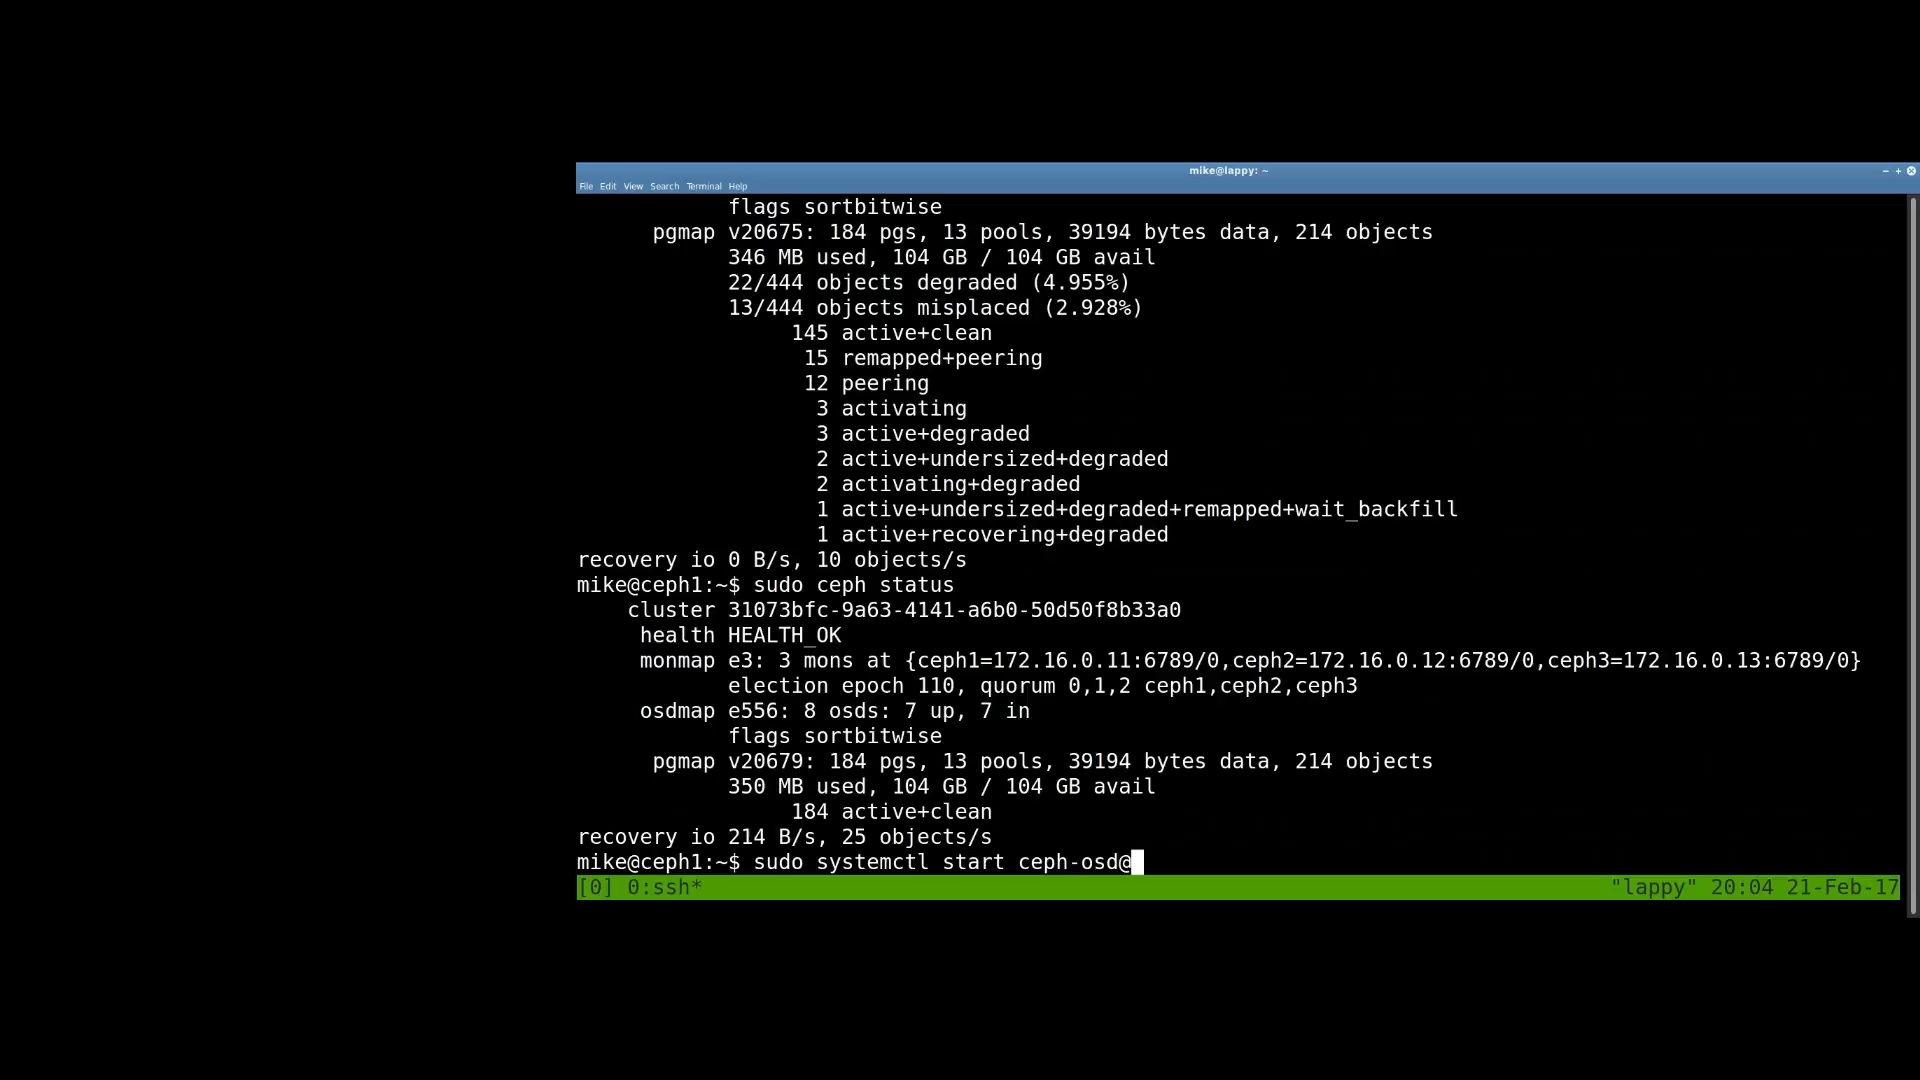 mike@lappy: ~
File Edit View Search Terminal Help
flags sortbitwise
pgmap v20675: 184 pgs, 13 pools, 39194 bytes data, 214 objects
346 MB used, 104 GB / 104 GB avail
22/444 objects degraded (4.955%)
13/444 objects misplaced (2.928%)
145 active+clean
15 remapped+peering
12 peering
3 activating
3 active+degraded
2 active+undersized+degraded
2 activating+degraded
1 active+undersized+degraded+remapped+wait_backfill
1 active+recovering+degraded
recovery io 0 B/s, 10 objects/s
mike@ceph1:~$ sudo ceph status
cluster 31073bfc-9a63-4141-a6b0-50d50f8b33a0
health HEALTH_OK
monmap e3: 3 mons at {ceph1=172.16.0.11:6789/0,ceph2=172.16.0.12:6789/0,ceph3=172.16.0.13:6789/0}
election epoch 110, quorum 0,1,2 ceph1,ceph2,ceph3
osdmap e556: 8 osds: 7 up, 7 in
flags sortbitwise
pgmap v20679: 184 pgs, 13 pools, 39194 bytes data, 214 objects
350 MB used, 104 GB / 104 GB avail
184 active+clean
recovery io 214 B/s, 25 objects/s
mike@ceph1:~$ sudo systemctl start ceph-osd@
[0] 0:ssh* "lappy" 20:04 21-Feb-17